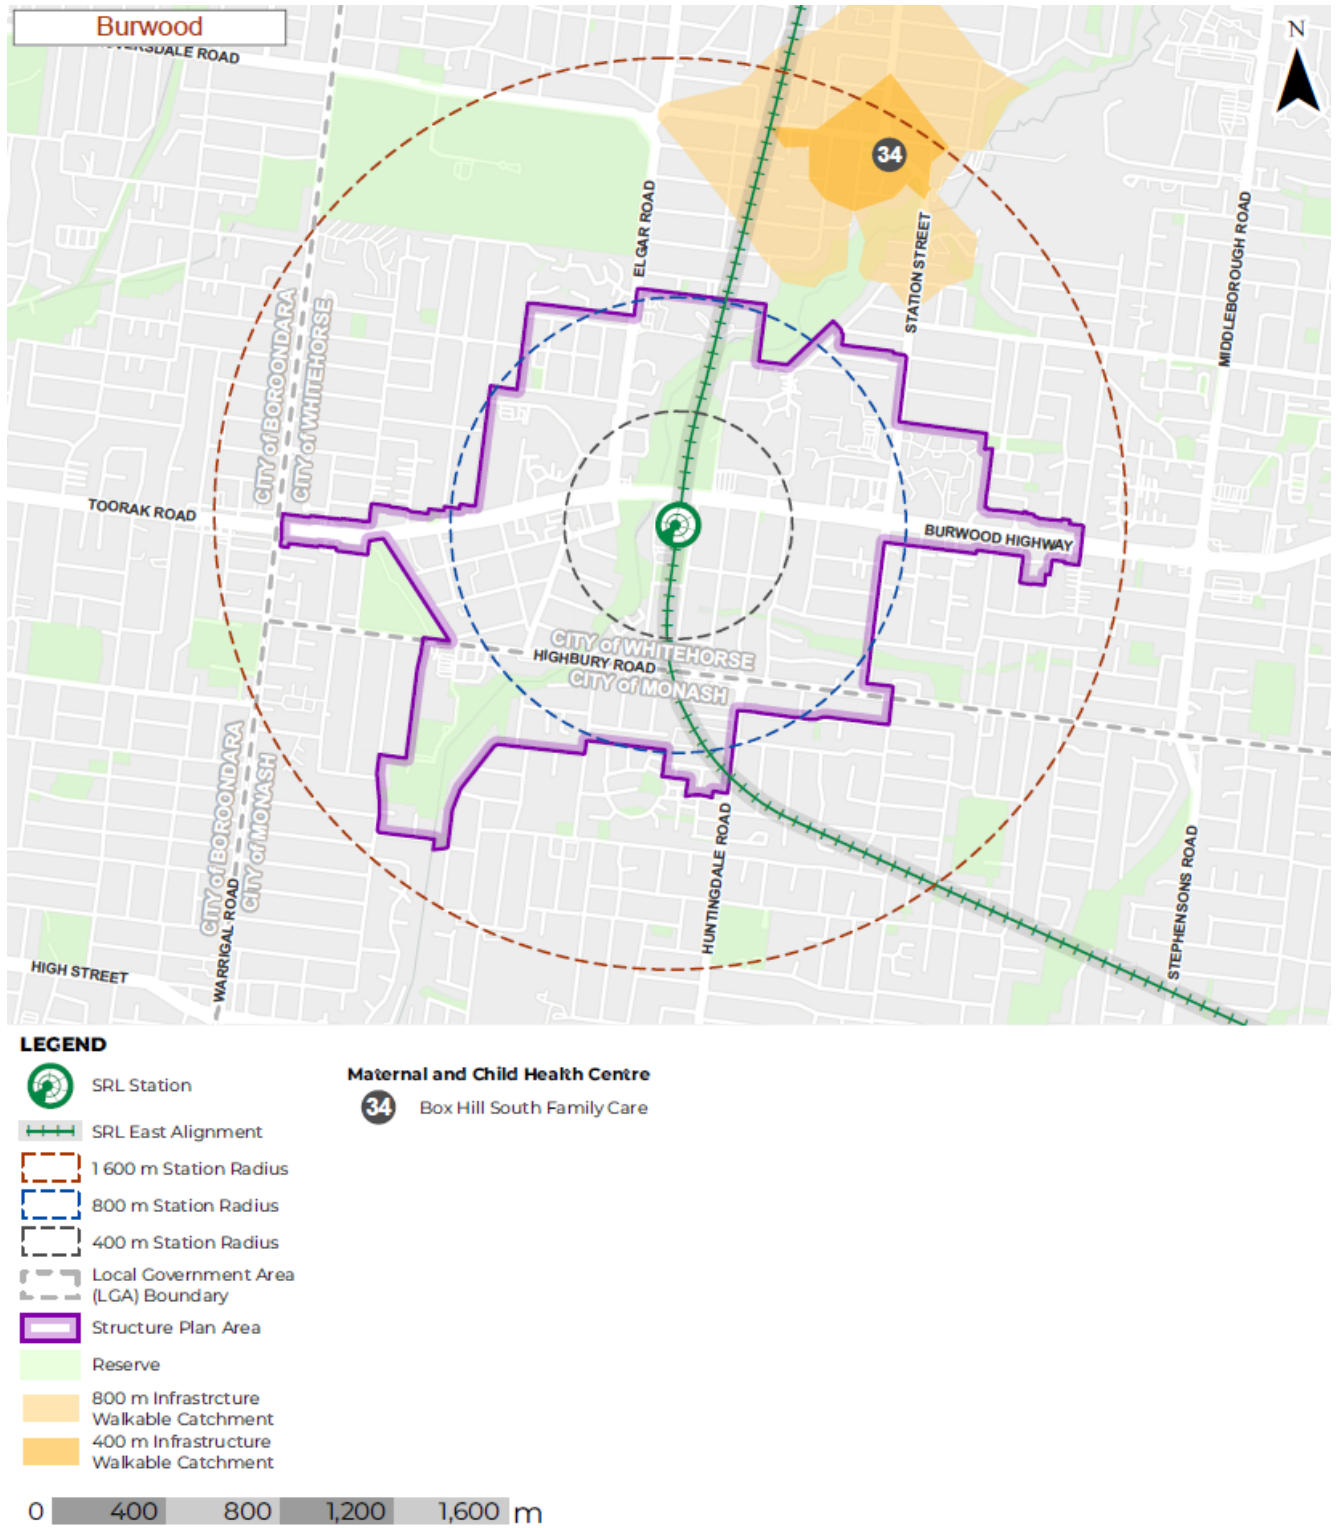 Burwood
N
ERSDALE ROAD
34
ELGAR ROAD
STATION STREET
MIDDLEBOROUGH ROAD
CITY of BOROONDARA
CITY of WHITEHORSE
TOORAK ROAD
BURWOOD HIGHWAY
CITY of WHITEHORSE
HIGHBURY ROAD
CITY of MONASH
CITY of BOROONDARA
CITY of MONASH
WARRIGAL ROAD
HUNTINGDALE ROAD
STEPHENSONS ROAD
HIGH STREET
LEGEND
SRL Station
SRL East Alignment
1 600 m Station Radius
800 m Station Radius
400 m Station Radius
Local Government Area
(LGA) Boundary
Structure Plan Area
Reserve
800 m Infrastrcture
Walkable Catchment
400 m Infrastructure
Walkable Catchment
Maternal and Child Health Centre
34 Box Hill South Family Care
0 400 800 1,200 1,600 m